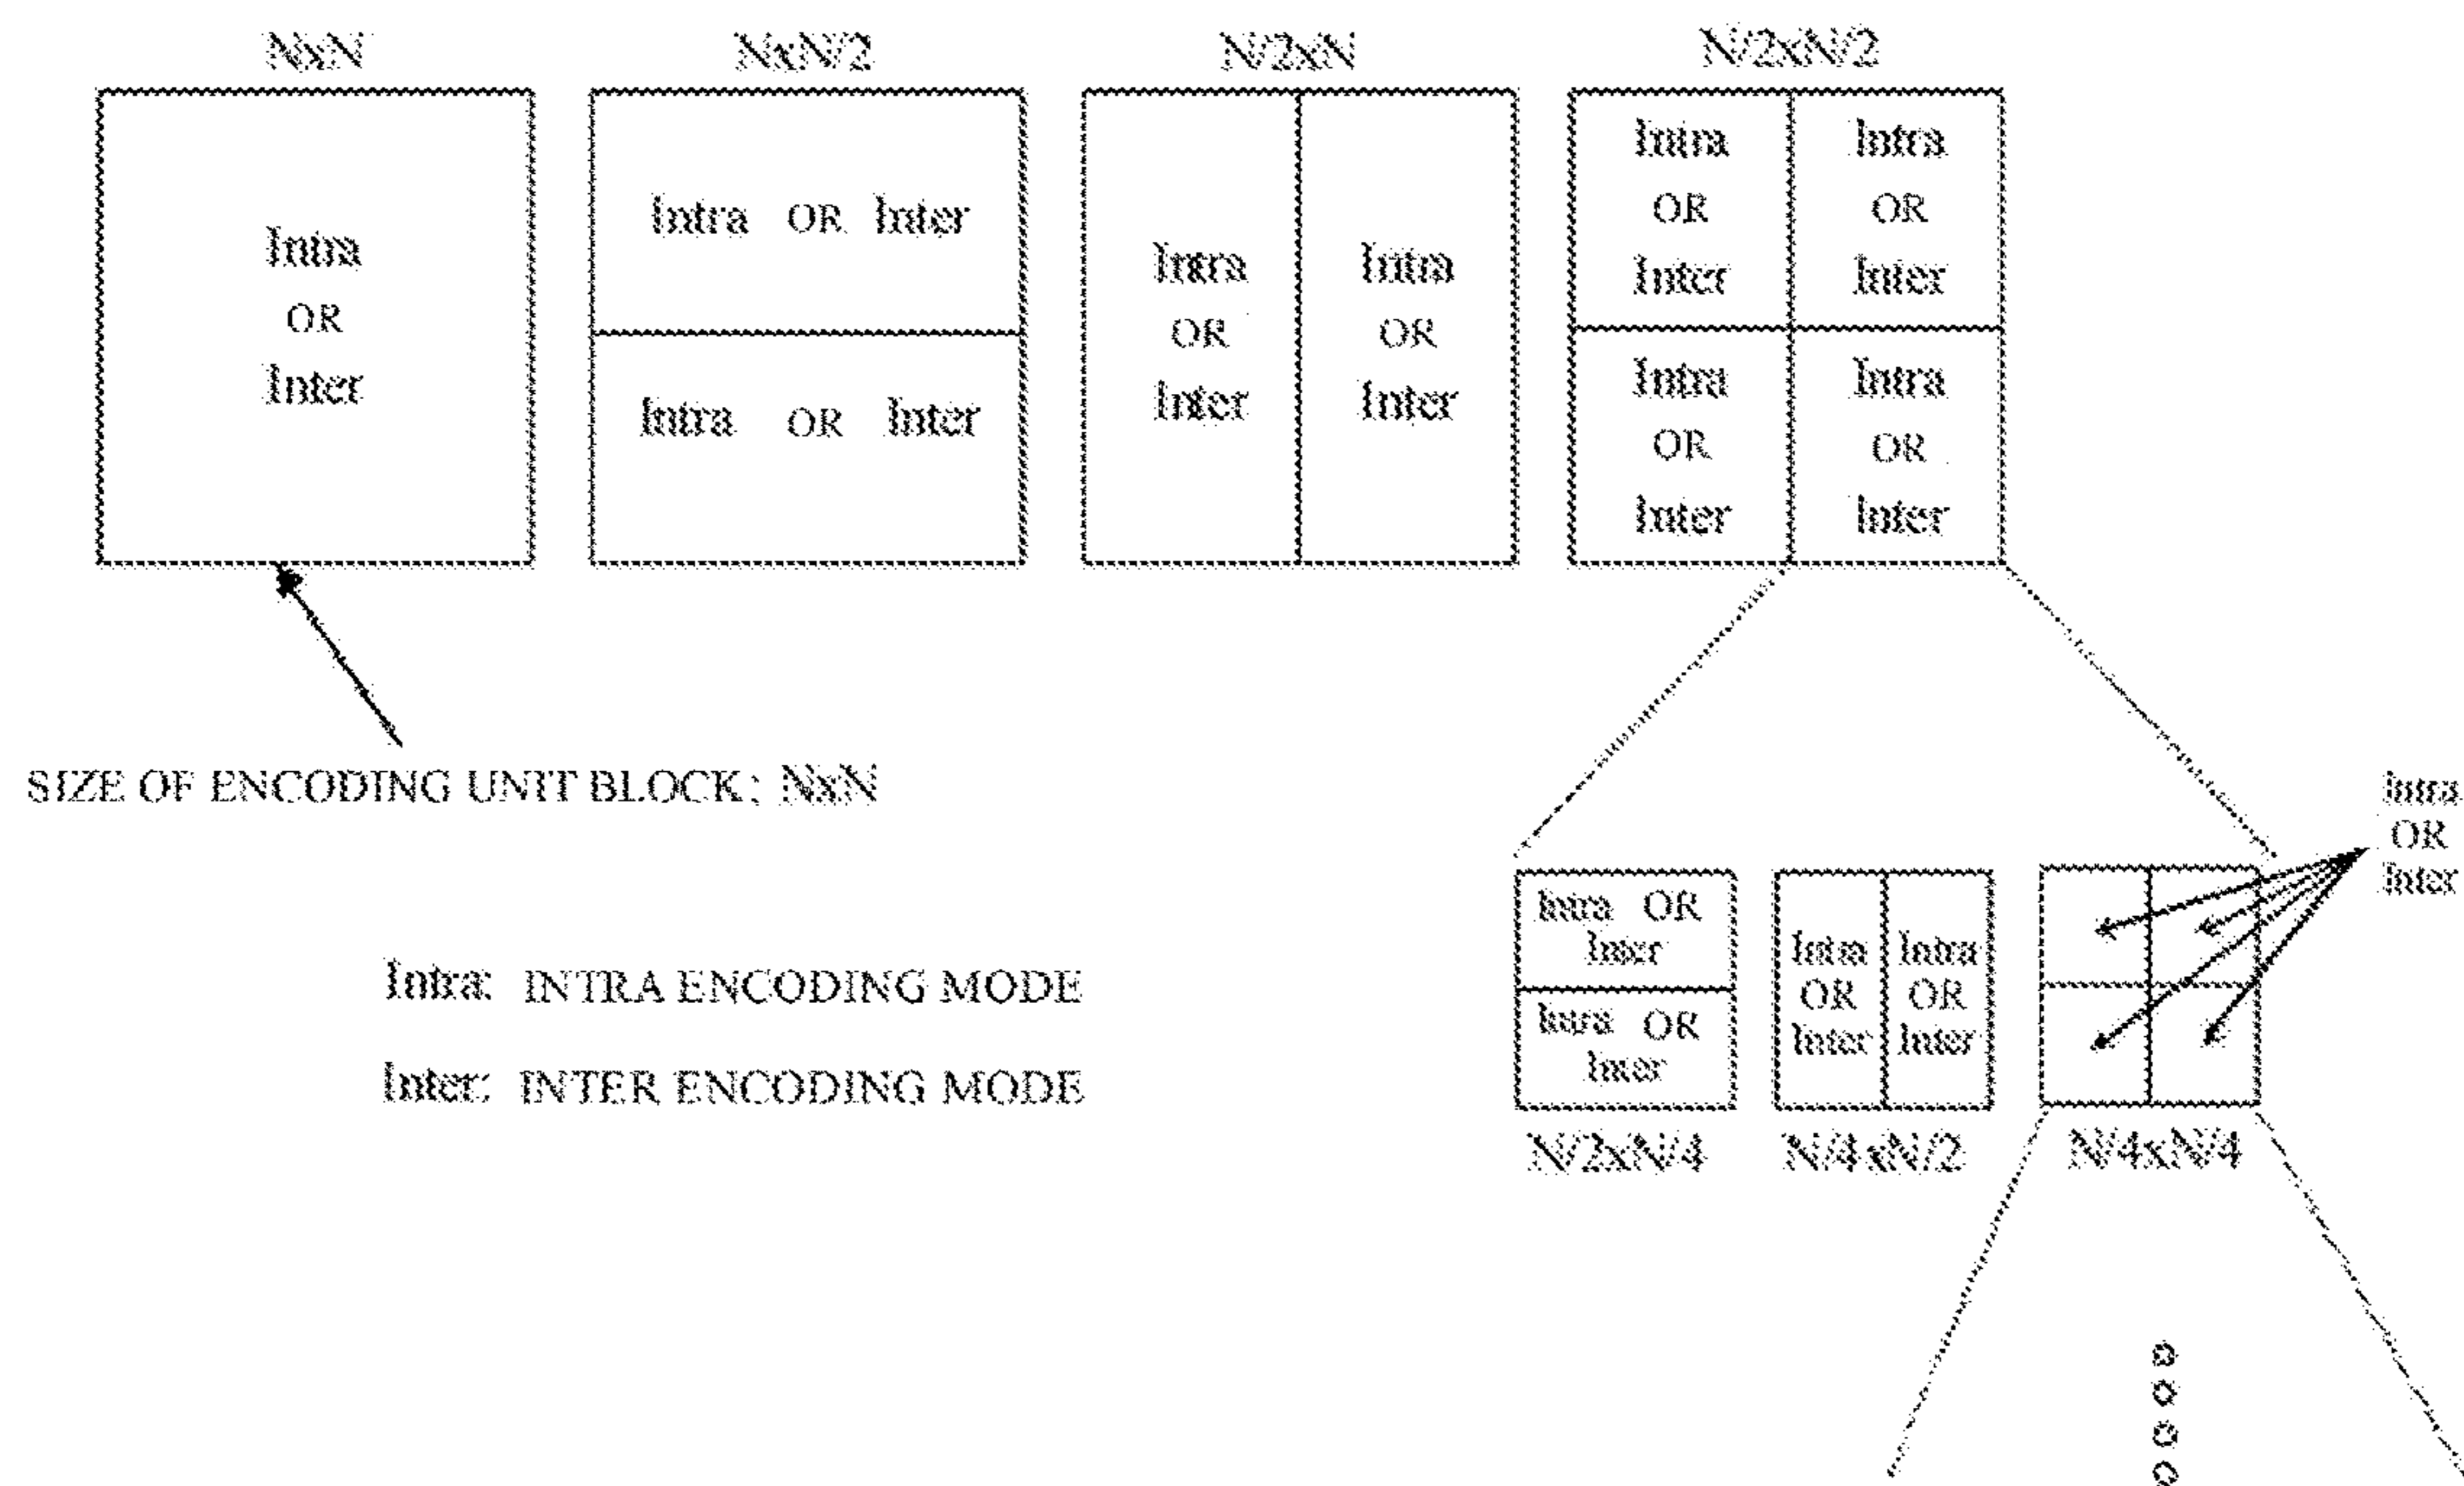 NxN
NxN/2
N/2xN
N/2xN/2
Intra
OR
Inter
Intra OR Inter
Intra OR Inter
Intra
OR
Inter
Intra
OR
Inter
Intra
OR
Inter
Intra
OR
Inter
Intra
OR
Inter
Intra
OR
Inter
SIZE OF ENCODING UNIT BLOCK: NxN
Intra: INTRA ENCODING MODE
Inter: INTER ENCODING MODE
Intra OR
Inter
Intra OR
Inter
Intra
OR
Inter
Intra
OR
Inter
Intra
OR
Inter
N/2xN/4
N/4xN/2
N/4xN/4